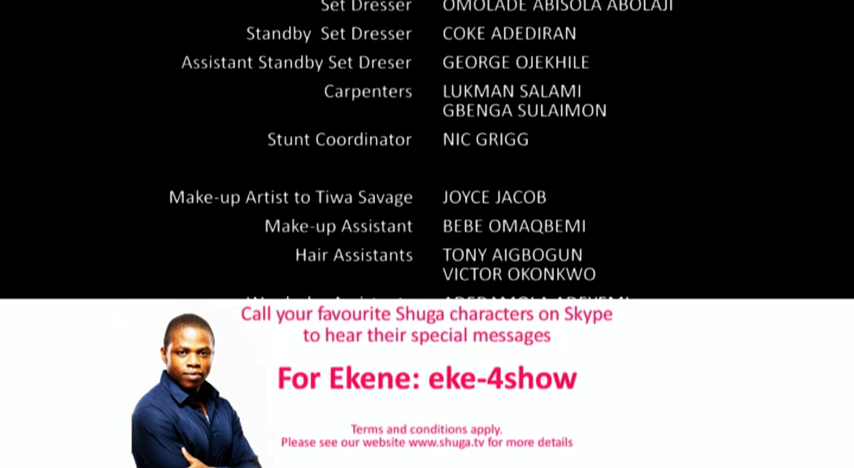 Set Dresser OMOLADE ABISOLA ABOLAJI
Standby Set Dresser COKE ADEDIRAN
Assistant Standby Set Dreser GEORGE OJEKHILE
Carpenters LUKMAN SALAMI
GBENGA SULAIMON
Stunt Coordinator NIC GRIGG
Make-up Artist to Tiwa Savage JOYCE JACOB
Make-up Assistant BEBE OMAQBEMI
Hair Assistants TONY AIGBOGUN
VICTOR OKONKWO
Call your favourite Shuga characters on Skype
to hear their special messages
For Ekene: eke-4show
Terms and conditions apply.
Please see our website www.shuga.tv for more details